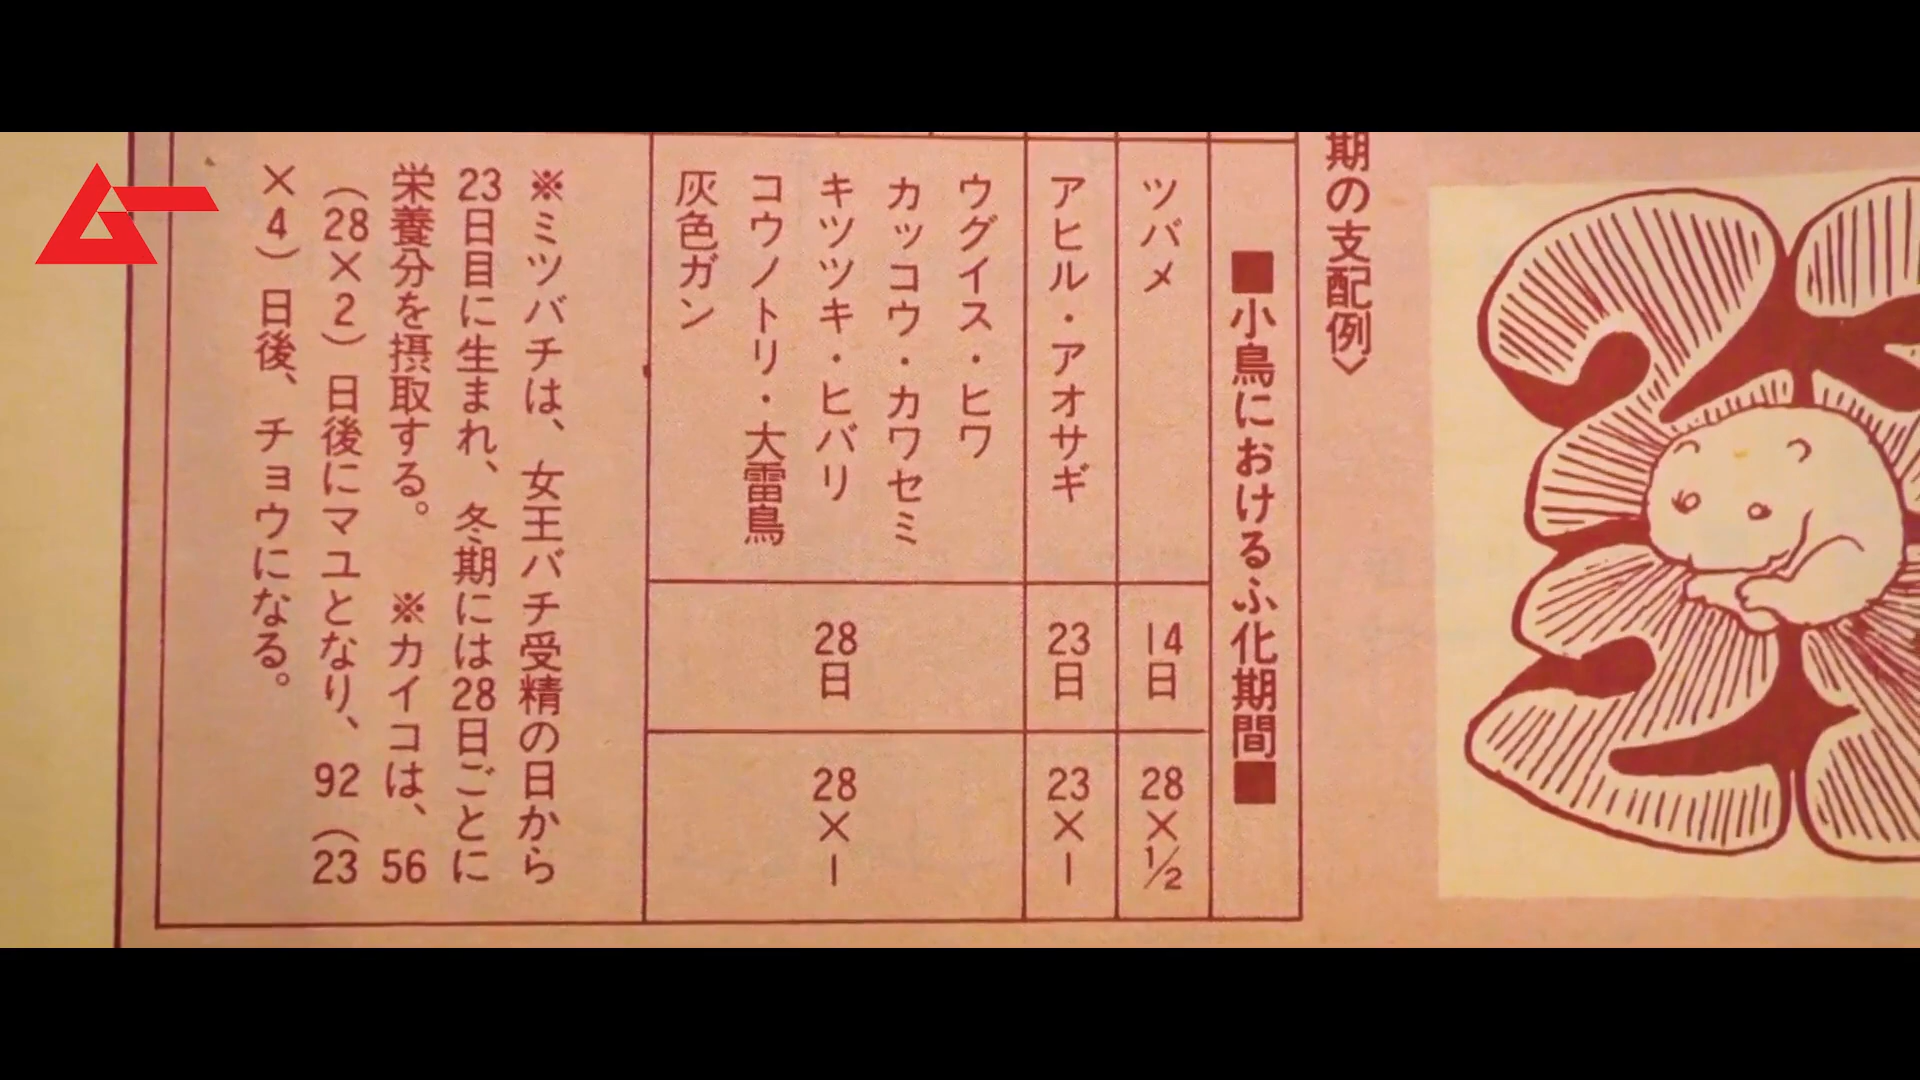 ムー
期の支配例〉
■小鳥におけるふ化期間■
ツバメ
14日
28×½
アヒル・アオサギ
23日
23×1
ウグイス・ヒワ
カッコウ・カワセミ
キツツキ・ヒバリ
コウノトリ・大雷鳥
灰色ガン
28日
28×1
※ミツバチは、女王バチ受精の日から
23日目に生まれ、冬期には28日ごとに
栄養分を摂取する。　※カイコは、56
（28×2）日後にマユとなり、92（23
×4）日後、チョウになる。